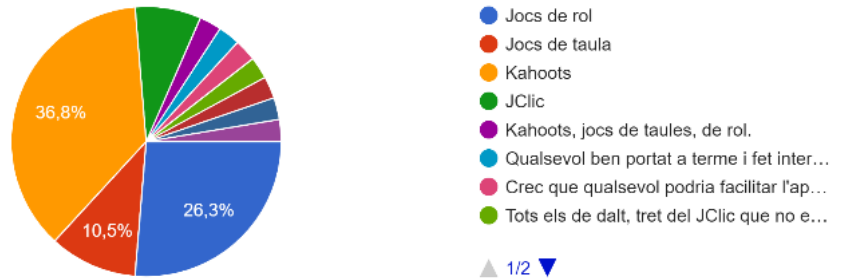 36,8%
10,5%
26,3%
Jocs de rol
Jocs de taula
Kahoots
JClic
Kahoots, jocs de taules, de rol.
Qualsevol ben portat a terme i fet inter…
Crec que qualsevol podria facilitar l'ap…
Tots els de dalt, tret del JClic que no e…
1/2